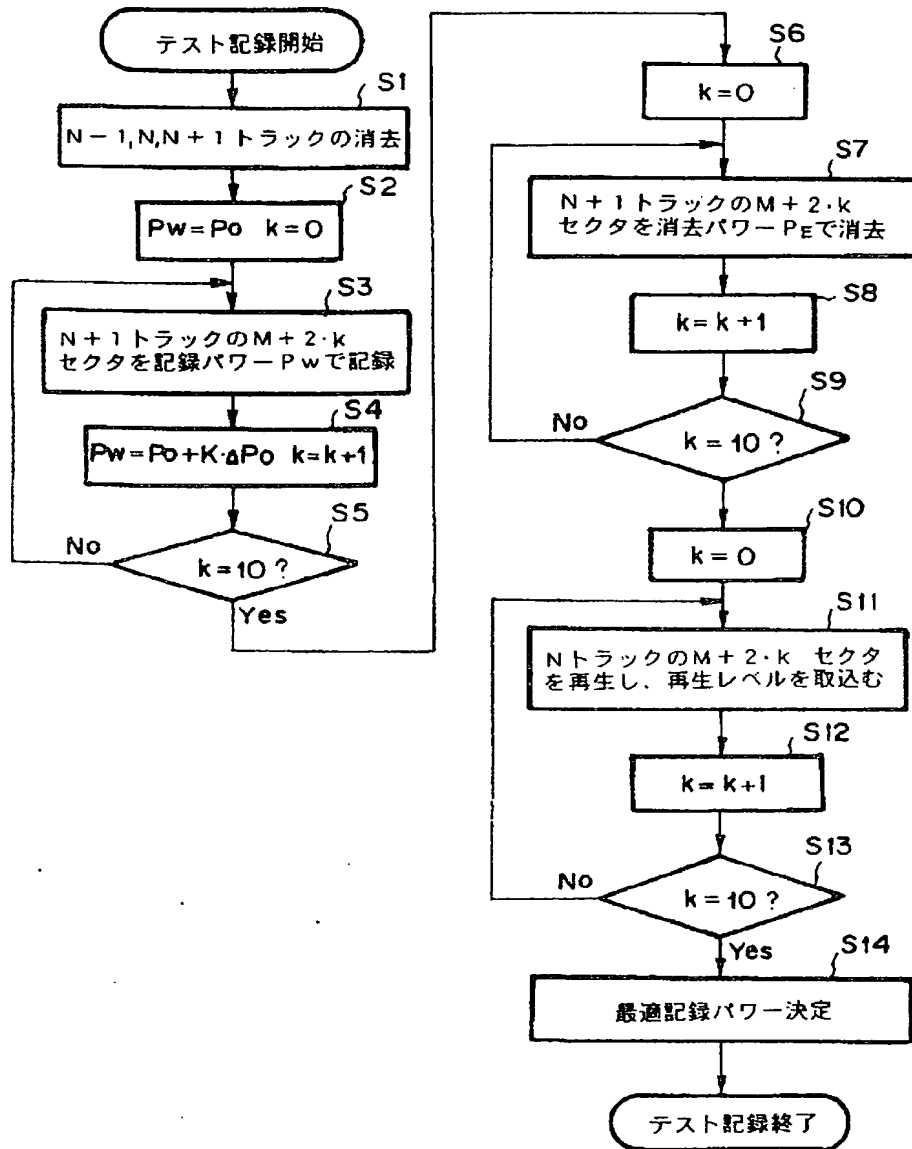 テスト記録開始
S1
N-1,N,N+1トラックの消去
S2
Pw=Po k=0
S3
N+1トラックのM+2·k
セクタを記録パワーPwで記録
S4
Pw=Po+K·ΔPo k=k+1
S5
k=10?
No
Yes
S6
k=0
S7
N+1トラックのM+2·k
セクタを消去パワーPEで消去
S8
k=k+1
S9
k=10?
No
S10
k=0
S11
NトラックのM+2·k セクタ
を再生し、再生レベルを取込む
S12
k=k+1
S13
k=10?
No
Yes
S14
最適記録パワー決定
テスト記録終了